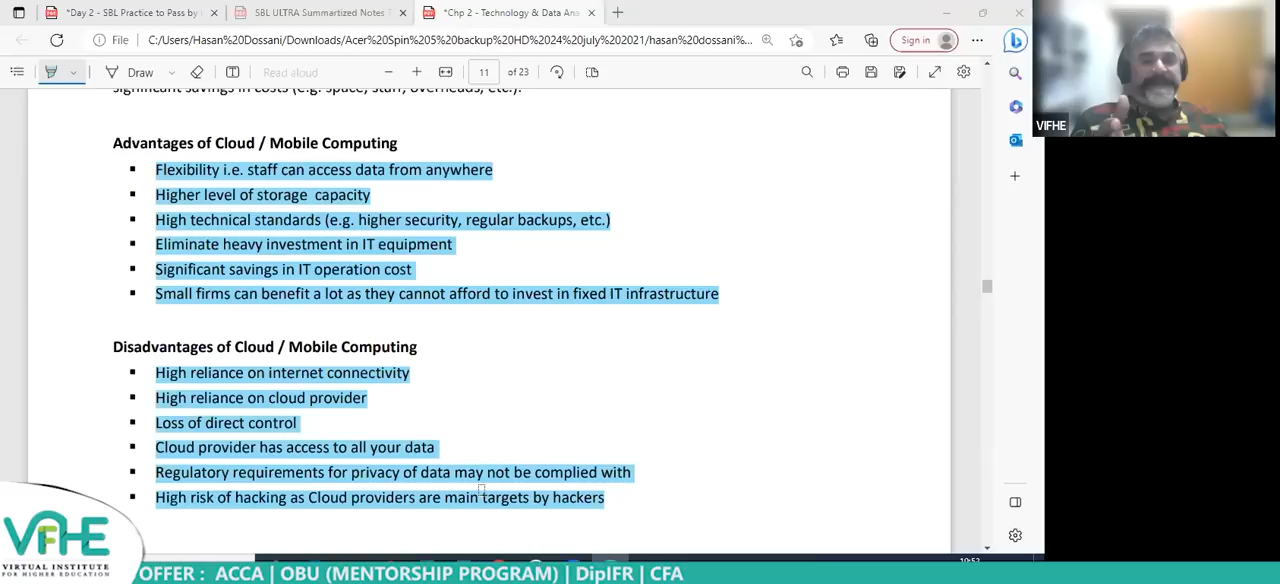 *Day 2 - SBL Practice to Pass by
SBL ULTRA Summartized Notes
*Chp 2 - Technology & Data Ana
File
C:/Users/Hasan%20Dossani/Downloads/Acer%20Spin%205%20backup%20HD%2024%20july%202021/hasan%20dossani/...
Sign in
Draw
Read aloud
11 of 23
significant savings in costs (e.g. space, staff, overheads, etc.).
VIFHE
Advantages of Cloud / Mobile Computing
▪ Flexibility i.e. staff can access data from anywhere
▪ Higher level of storage capacity
▪ High technical standards (e.g. higher security, regular backups, etc.)
▪ Eliminate heavy investment in IT equipment
▪ Significant savings in IT operation cost
▪ Small firms can benefit a lot as they cannot afford to invest in fixed IT infrastructure
Disadvantages of Cloud / Mobile Computing
▪ High reliance on internet connectivity
▪ High reliance on cloud provider
▪ Loss of direct control
▪ Cloud provider has access to all your data
▪ Regulatory requirements for privacy of data may not be complied with
▪ High risk of hacking as Cloud providers are main targets by hackers
VIFHE
VIRTUAL INSTITUTE
FOR HIGHER EDUCATION
OFFER : ACCA | OBU (MENTORSHIP PROGRAM) | DipIFR | CFA